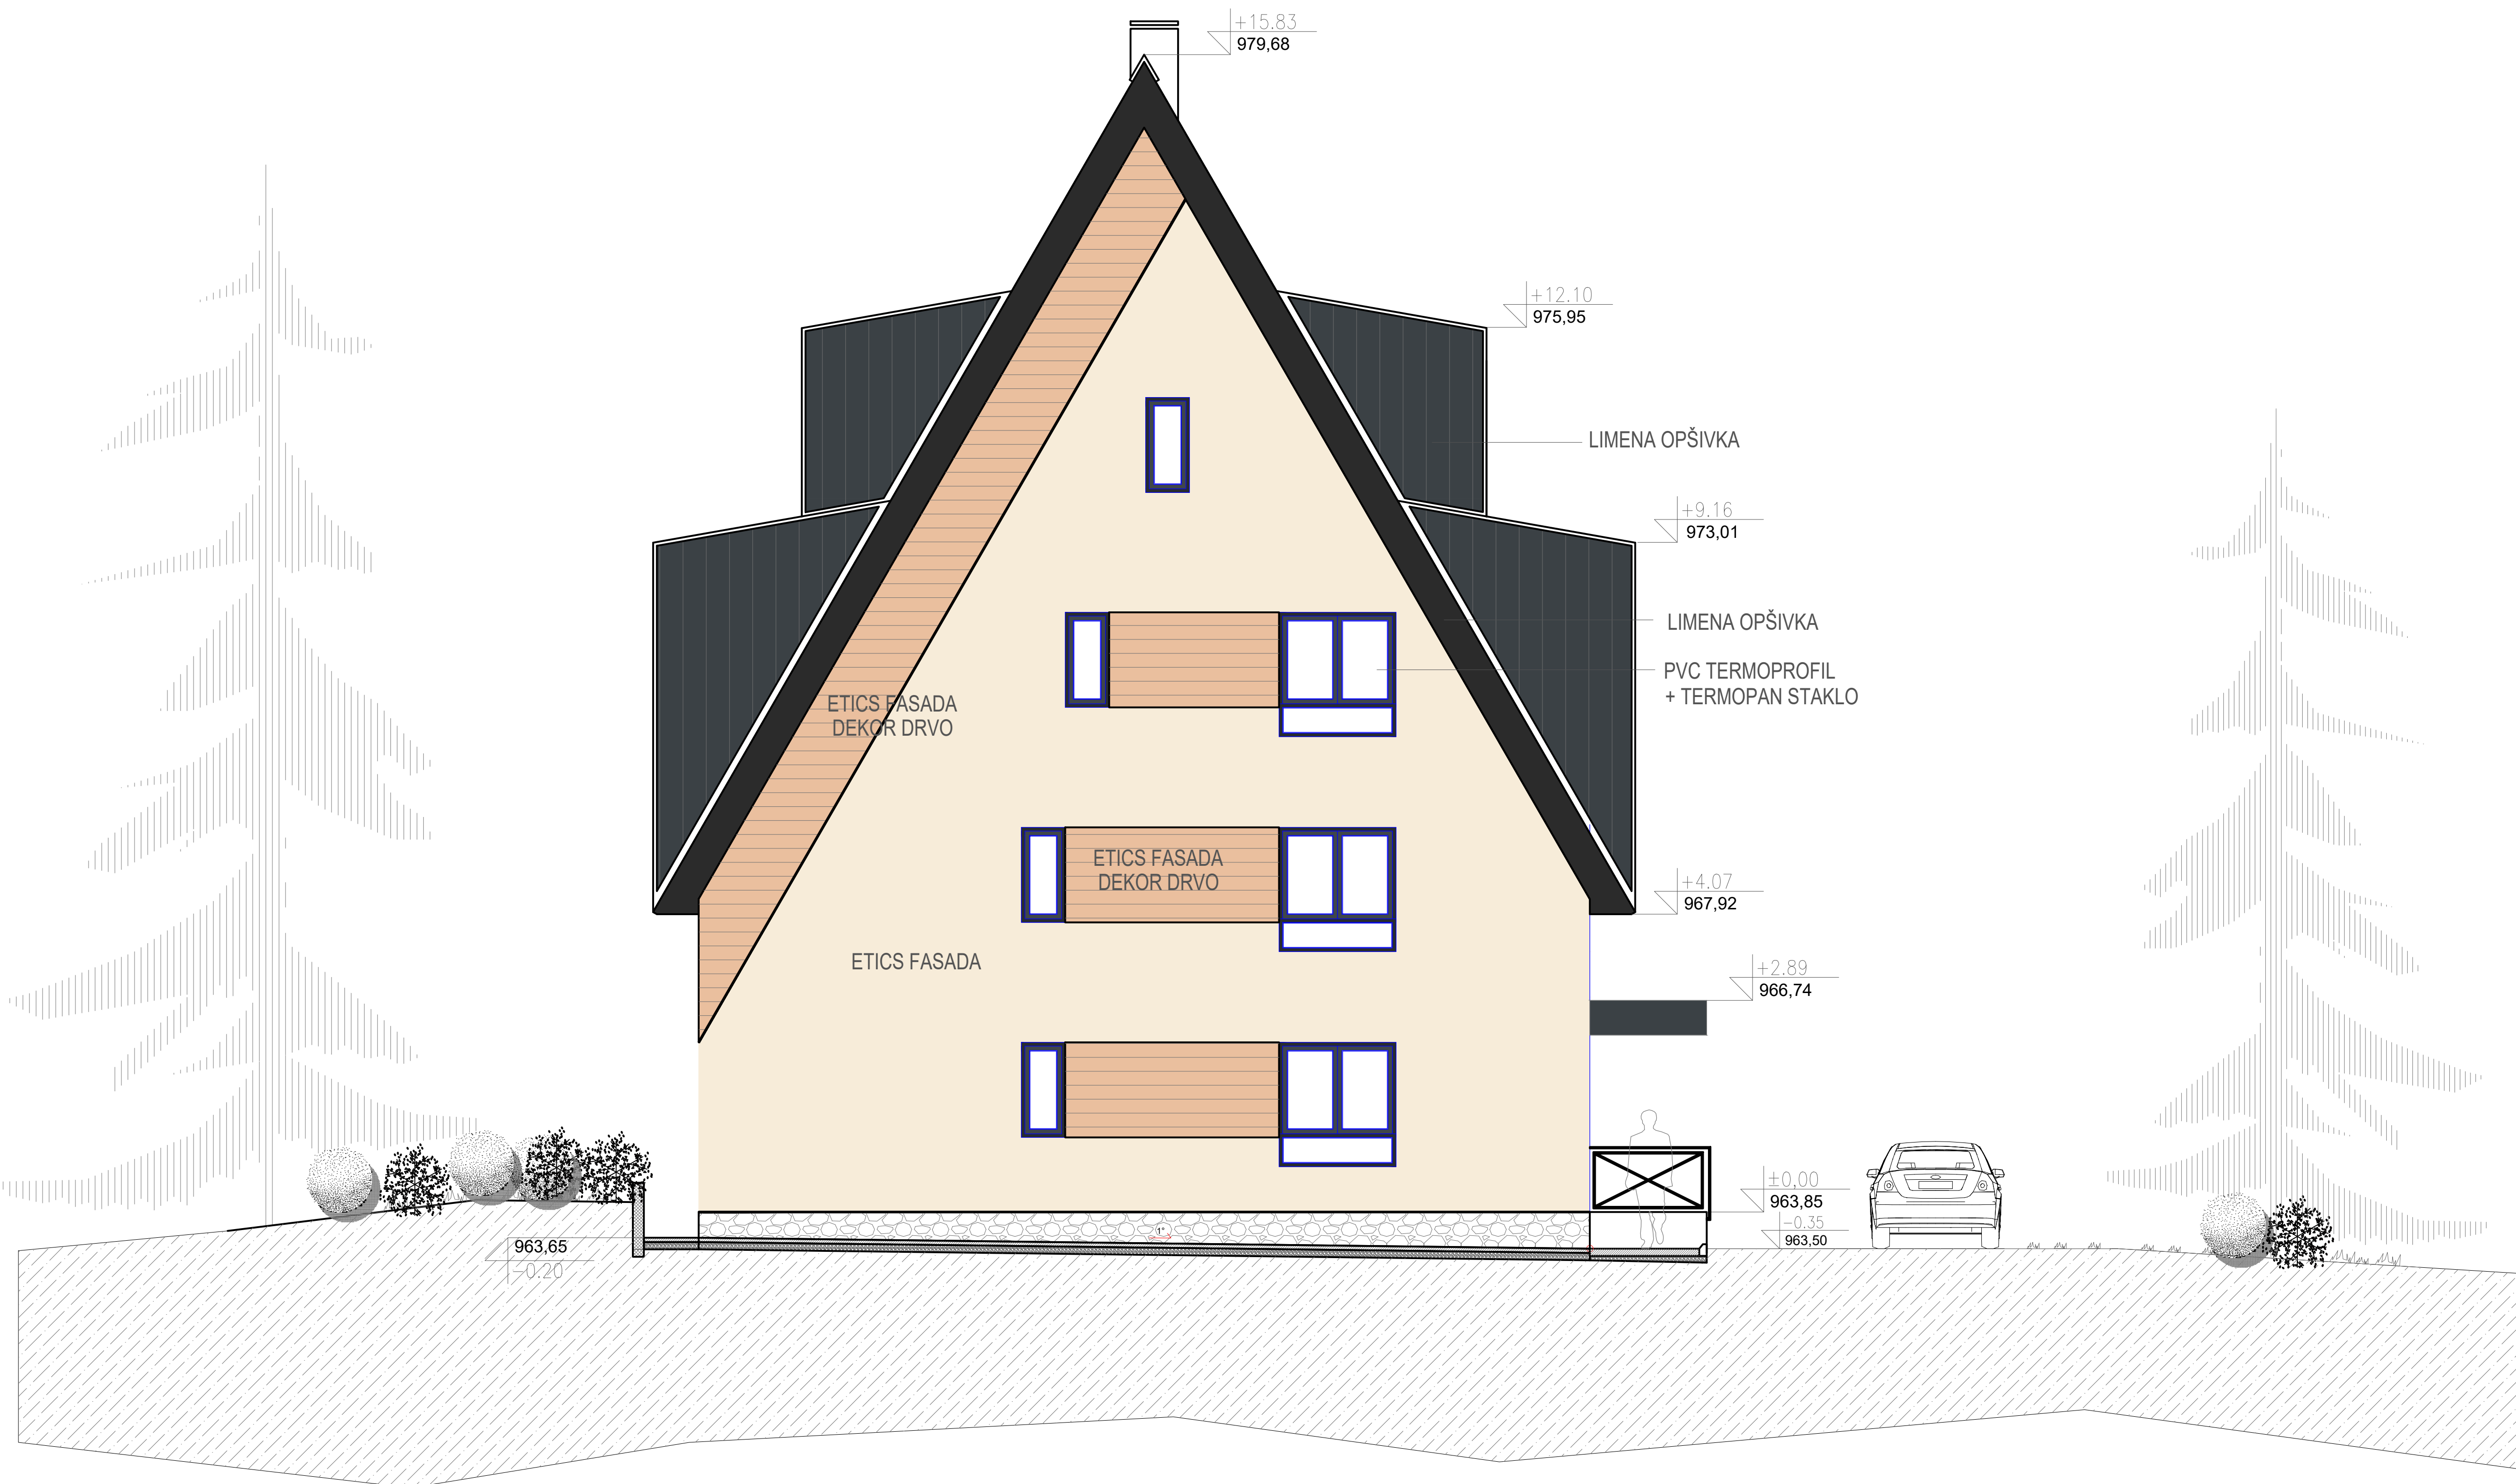 +15.83
979,68
+12.10
975,95
LIMENA OPŠIVKA
+9.16
973,01
LIMENA OPŠIVKA
PVC TERMOPROFIL
+ TERMOPAN STAKLO
ETICS FASADA
DEKOR DRVO
ETICS FASADA
DEKOR DRVO
+4.07
967,92
ETICS FASADA
+2.89
966,74
±0,00
963,85
-0.35
963,50
1°
963,65
-0.20